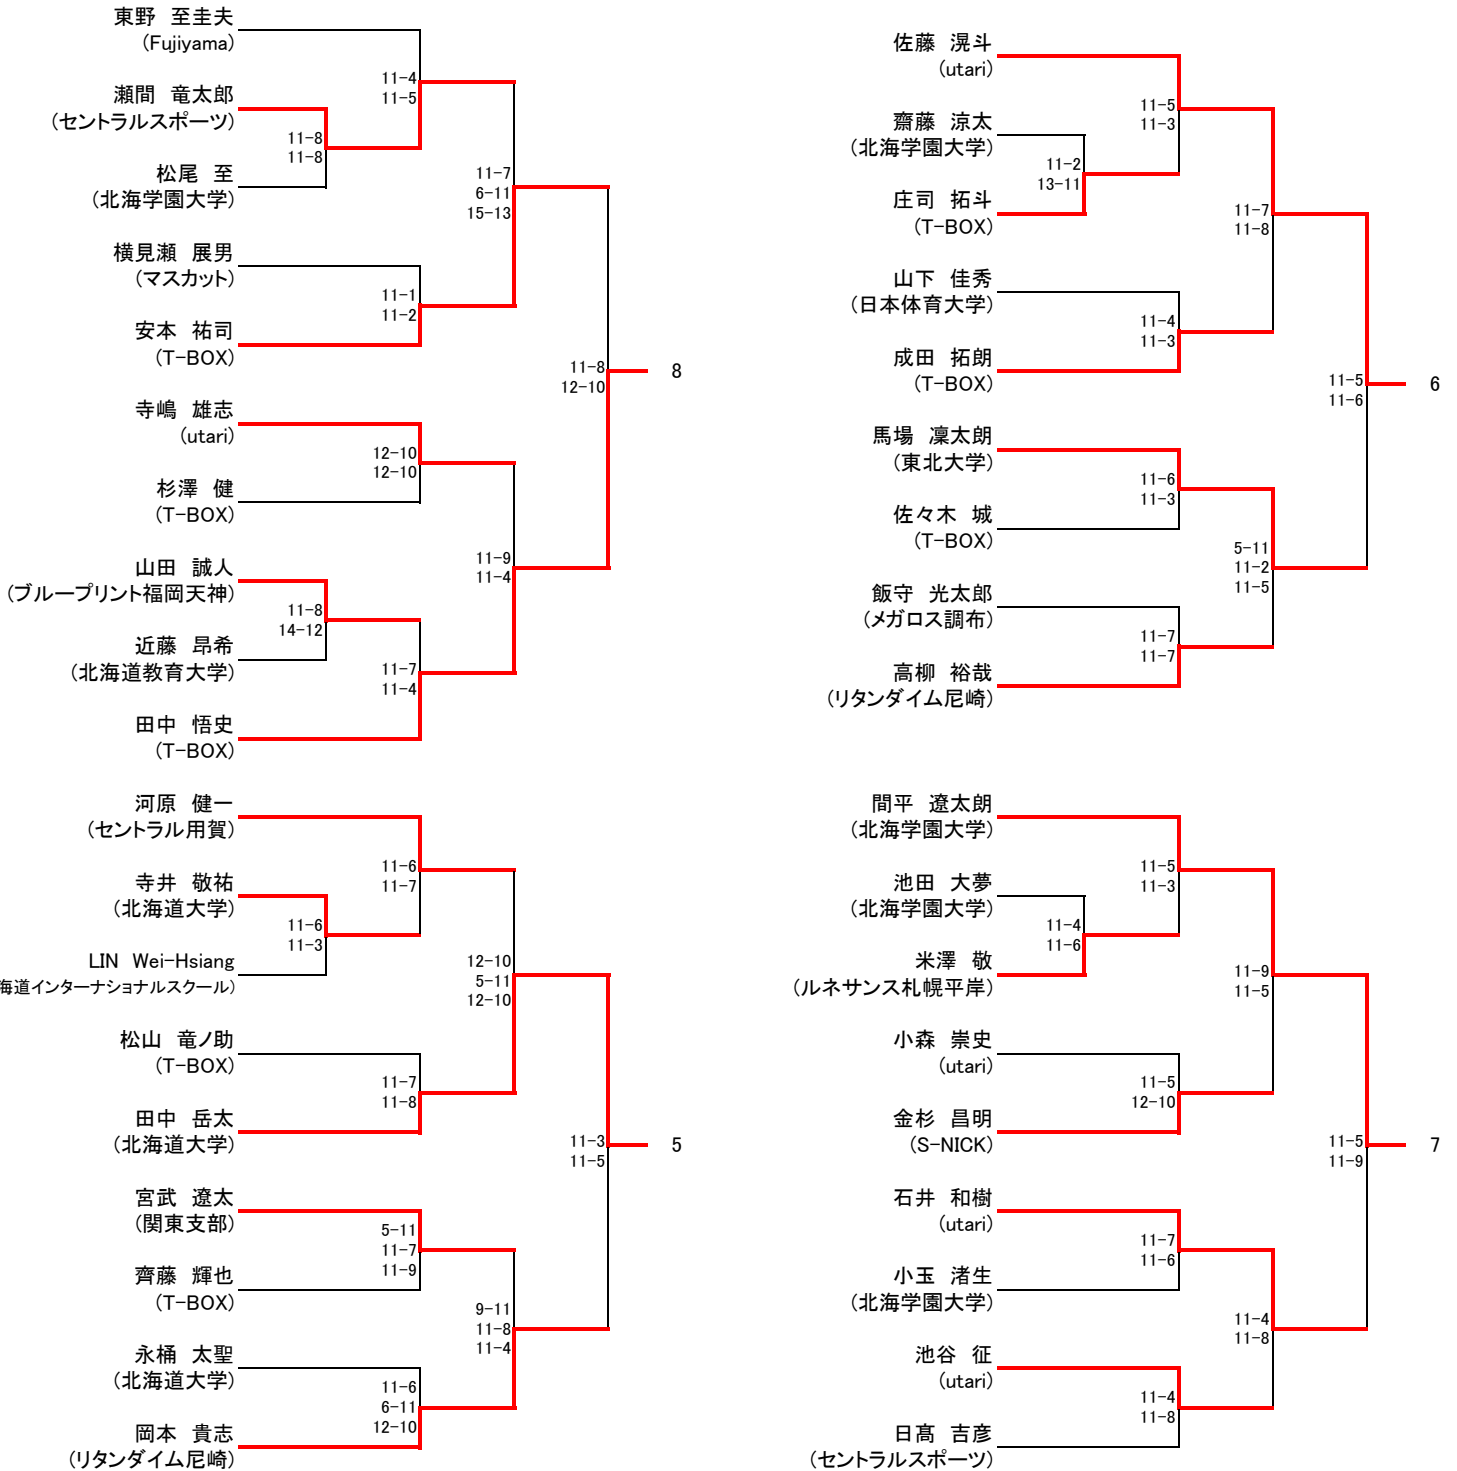 東野 至圭夫
(Fujiyama)
11-4
11-5
瀬間 竜太郎
(セントラルスポーツ)
11-8
11-8
松尾 至
(北海学園大学)
11-7
6-11
15-13
横見瀬 展男
(マスカット)
11-1
11-2
安本 祐司
(T-BOX)
11-8
12-10
8
寺嶋 雄志
(utari)
12-10
12-10
杉澤 健
(T-BOX)
11-9
11-4
山田 誠人
(ブループリント福岡天神)
11-8
14-12
近藤 昂希
(北海道教育大学)
11-7
11-4
田中 悟史
(T-BOX)
河原 健一
(セントラル用賀)
11-6
11-7
寺井 敬祐
(北海道大学)
11-6
11-3
LIN Wei-Hsiang
海道インターナショナルスクール)
12-10
5-11
12-10
松山 竜ノ助
(T-BOX)
11-7
11-8
田中 岳太
(北海道大学)
11-3
11-5
5
宮武 遼太
(関東支部)
5-11
11-7
11-9
齊藤 輝也
(T-BOX)
9-11
11-8
11-4
永桶 太聖
(北海道大学)
11-6
6-11
12-10
岡本 貴志
(リタンダイム尼崎)
佐藤 滉斗
(utari)
11-5
11-3
齋藤 涼太
(北海学園大学)
11-2
13-11
庄司 拓斗
(T-BOX)
11-7
11-8
山下 佳秀
(日本体育大学)
11-4
11-3
成田 拓朗
(T-BOX)
11-5
11-6
6
馬場 凜太朗
(東北大学)
11-6
11-3
佐々木 城
(T-BOX)
5-11
11-2
11-5
飯守 光太郎
(メガロス調布)
11-7
11-7
高柳 裕哉
(リタンダイム尼崎)
間平 遼太朗
(北海学園大学)
11-5
11-3
池田 大夢
(北海学園大学)
11-4
11-6
米澤 敬
(ルネサンス札幌平岸)
11-9
11-5
小森 崇史
(utari)
11-5
12-10
金杉 昌明
(S-NICK)
11-5
11-9
7
石井 和樹
(utari)
11-7
11-6
小玉 渚生
(北海学園大学)
11-4
11-8
池谷 征
(utari)
11-4
11-8
日髙 吉彦
(セントラルスポーツ)